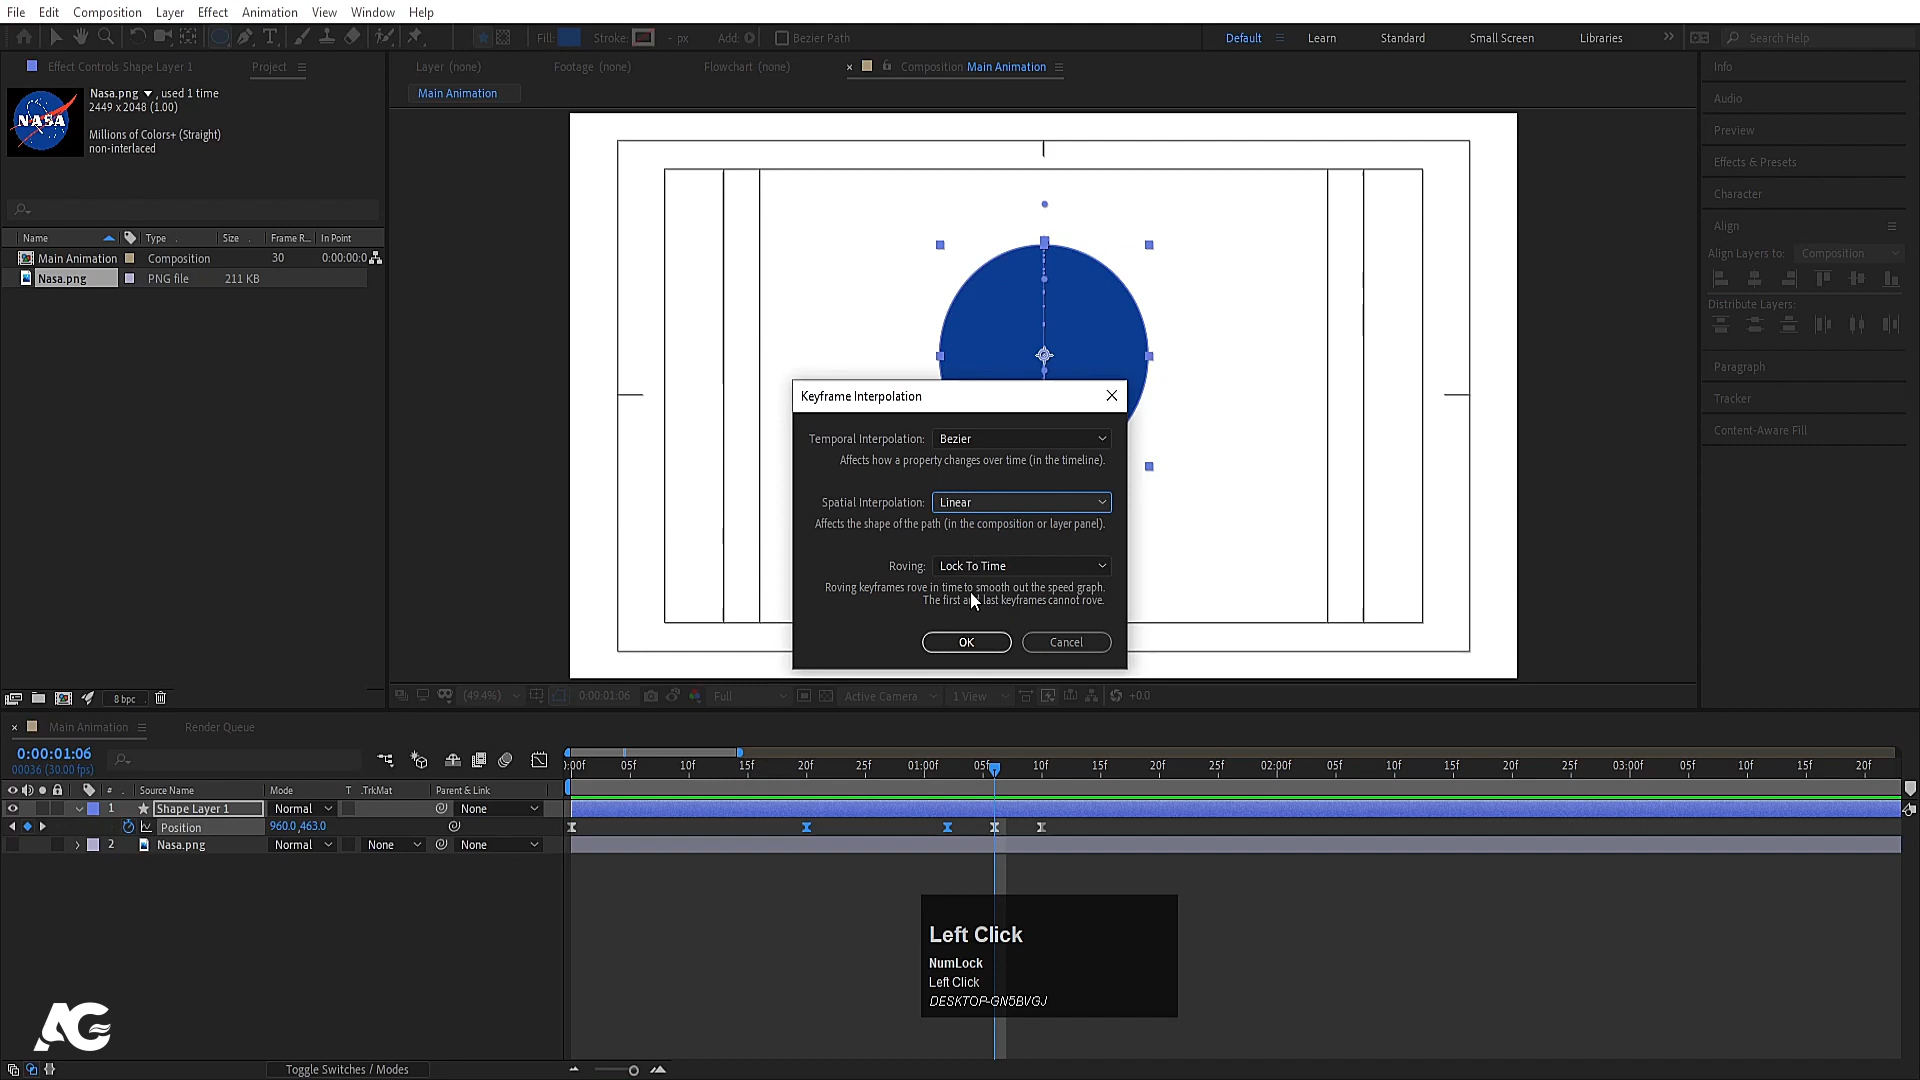 File Edit Composition Layer Effect Animation View Window Help
Fill: Stroke: - px Add: Bezier Path Default Learn Standard Small Screen Libraries Search Help
Effect Controls Shape Layer 1 Project
Layer (none) Footage (none) Flowchart (none) Composition Main Animation
Main Animation
Nasa.png , used 1 time
2449 x 2048 (1.00)
Millions of Colors+ (Straight)
non-interlaced
NASA
Name Type Size Frame R... In Point
Main Animation Composition 30 0:00:00:0
Nasa.png PNG file 211 KB
Info
Audio
Preview
Effects & Presets
Character
Align
Align Layers to: Composition
Distribute Layers:
Paragraph
Tracker
Content-Aware Fill
Keyframe Interpolation
Temporal Interpolation: Bezier
Affects how a property changes over time (in the timeline).
Spatial Interpolation: Linear
Affects the shape of the path (in the composition or layer panel).
Roving: Lock To Time
Roving keyframes rove in time to smooth out the speed graph.
The first and last keyframes cannot rove.
OK Cancel
8 bpc
(49.4%) 0:00:01:06 Full Active Camera 1 View +0.0
Main Animation Render Queue
0:00:01:06
00036 (30.00 fps)
):00f 05f 10f 15f 20f 25f 01:00f 05f 10f 15f 20f 25f 02:00f 05f 10f 15f 20f 25f 03:00f 05f 10f 15f 20f
# Source Name Mode T .TrkMat Parent & Link
1 Shape Layer 1 Normal None
Position 960.0,463.0
2 Nasa.png Normal None None
Left Click
NumLock
Left Click
DESKTOP-GN5BVGJ
AG
Toggle Switches / Modes